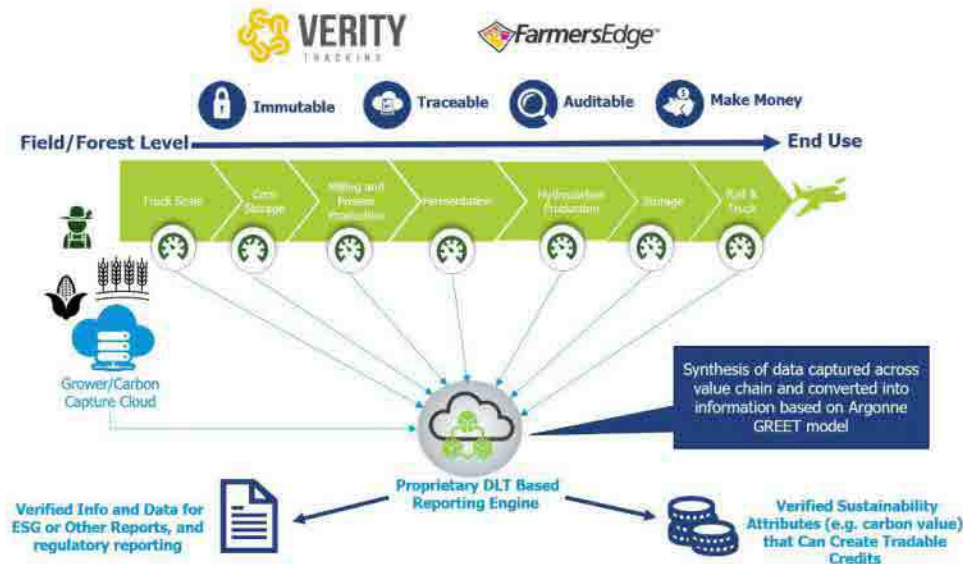 VERITY
TRACKING
FarmersEdge™
Immutable
Traceable
Auditable
Make Money
Field/Forest Level
End Use
Truck Scale
Corn
Storage
Milling and
Protein
Production
Fermentation
Hydrocarbon
Production
Storage
Rail &
Truck
Grower/Carbon
Capture Cloud
Synthesis of data captured across
value chain and converted into
information based on Argonne
GREET model
Proprietary DLT Based
Reporting Engine
Verified Info and Data for
ESG or Other Reports, and
regulatory reporting
Verified Sustainability
Attributes (e.g. carbon value)
that Can Create Tradable
Credits